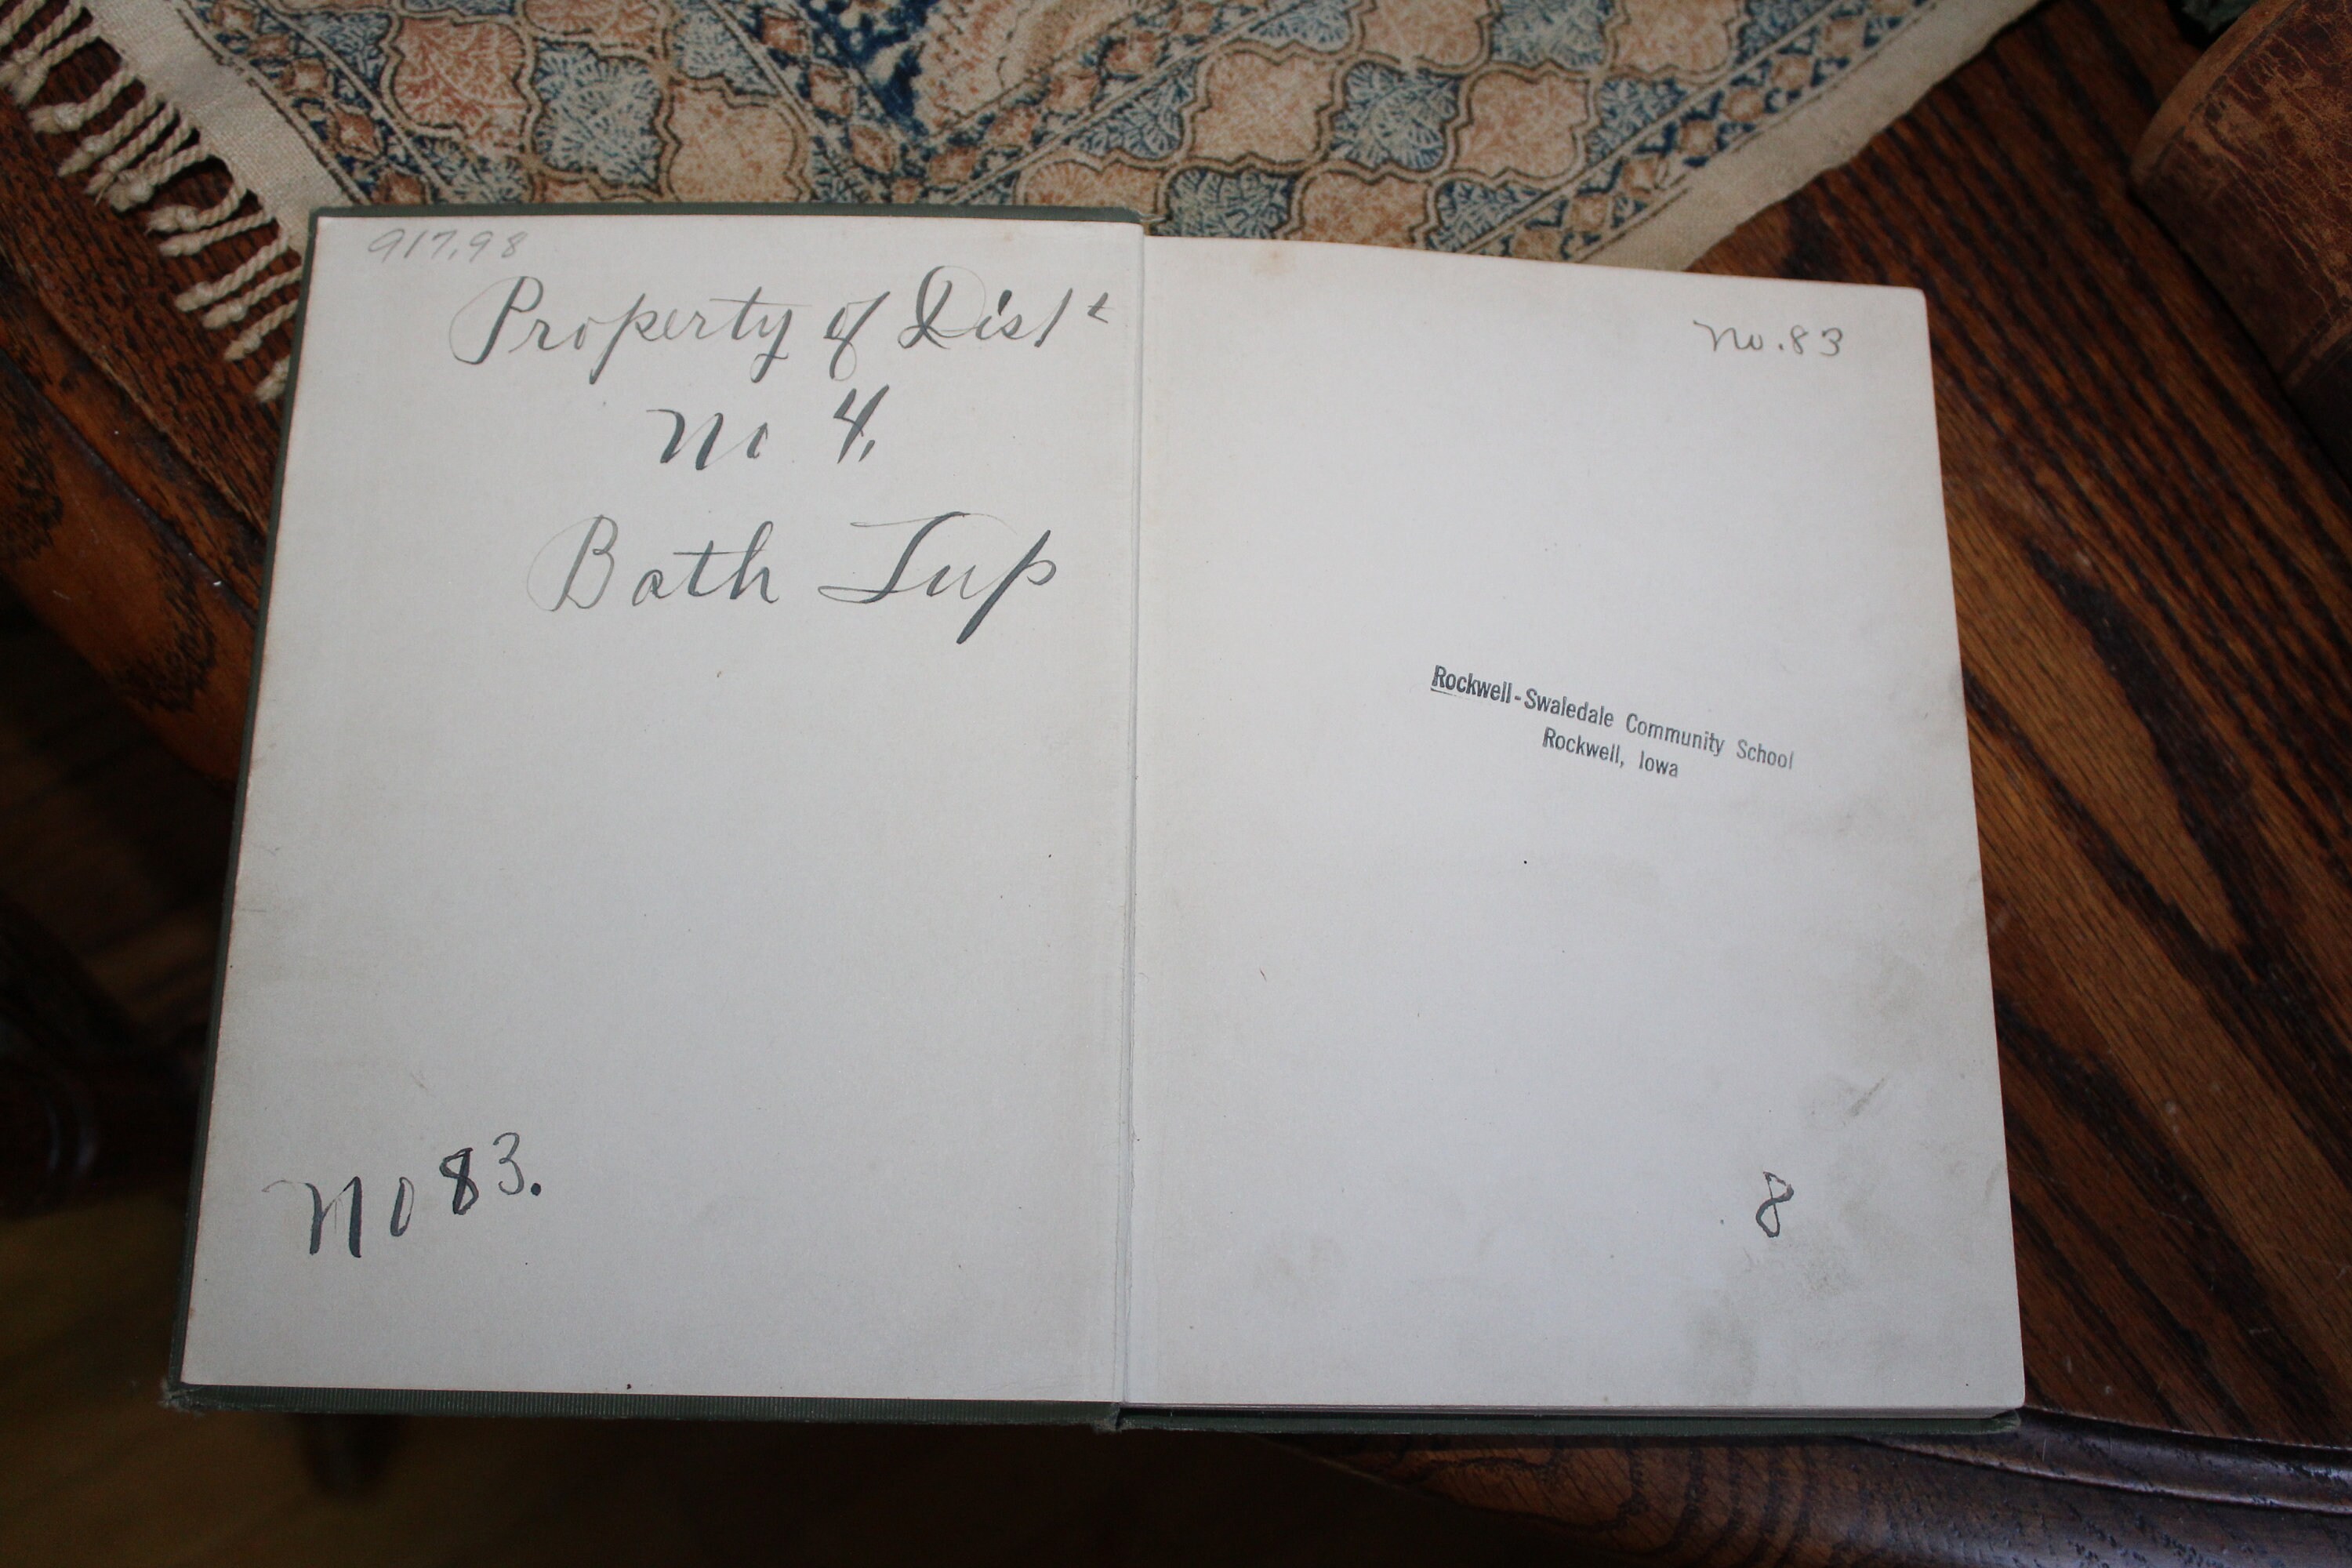 917.98
Property of Dist t
No 4.
Bath Tup
No 83.
No. 83
Rockwell-Swaledale Community School
Rockwell, Iowa
8